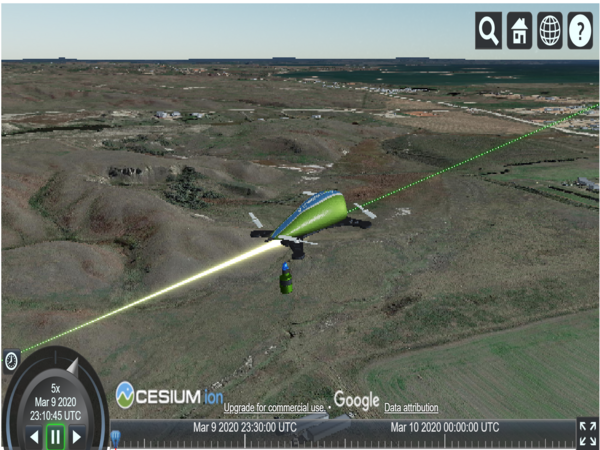 ?
5x
Mar 9 2020
23:10:45 UTC
CESIUM ion
Upgrade for commercial use.
Google
Data attribution
Mar 9 2020 23:30:00 UTC
Mar 10 2020 00:00:00 UTC